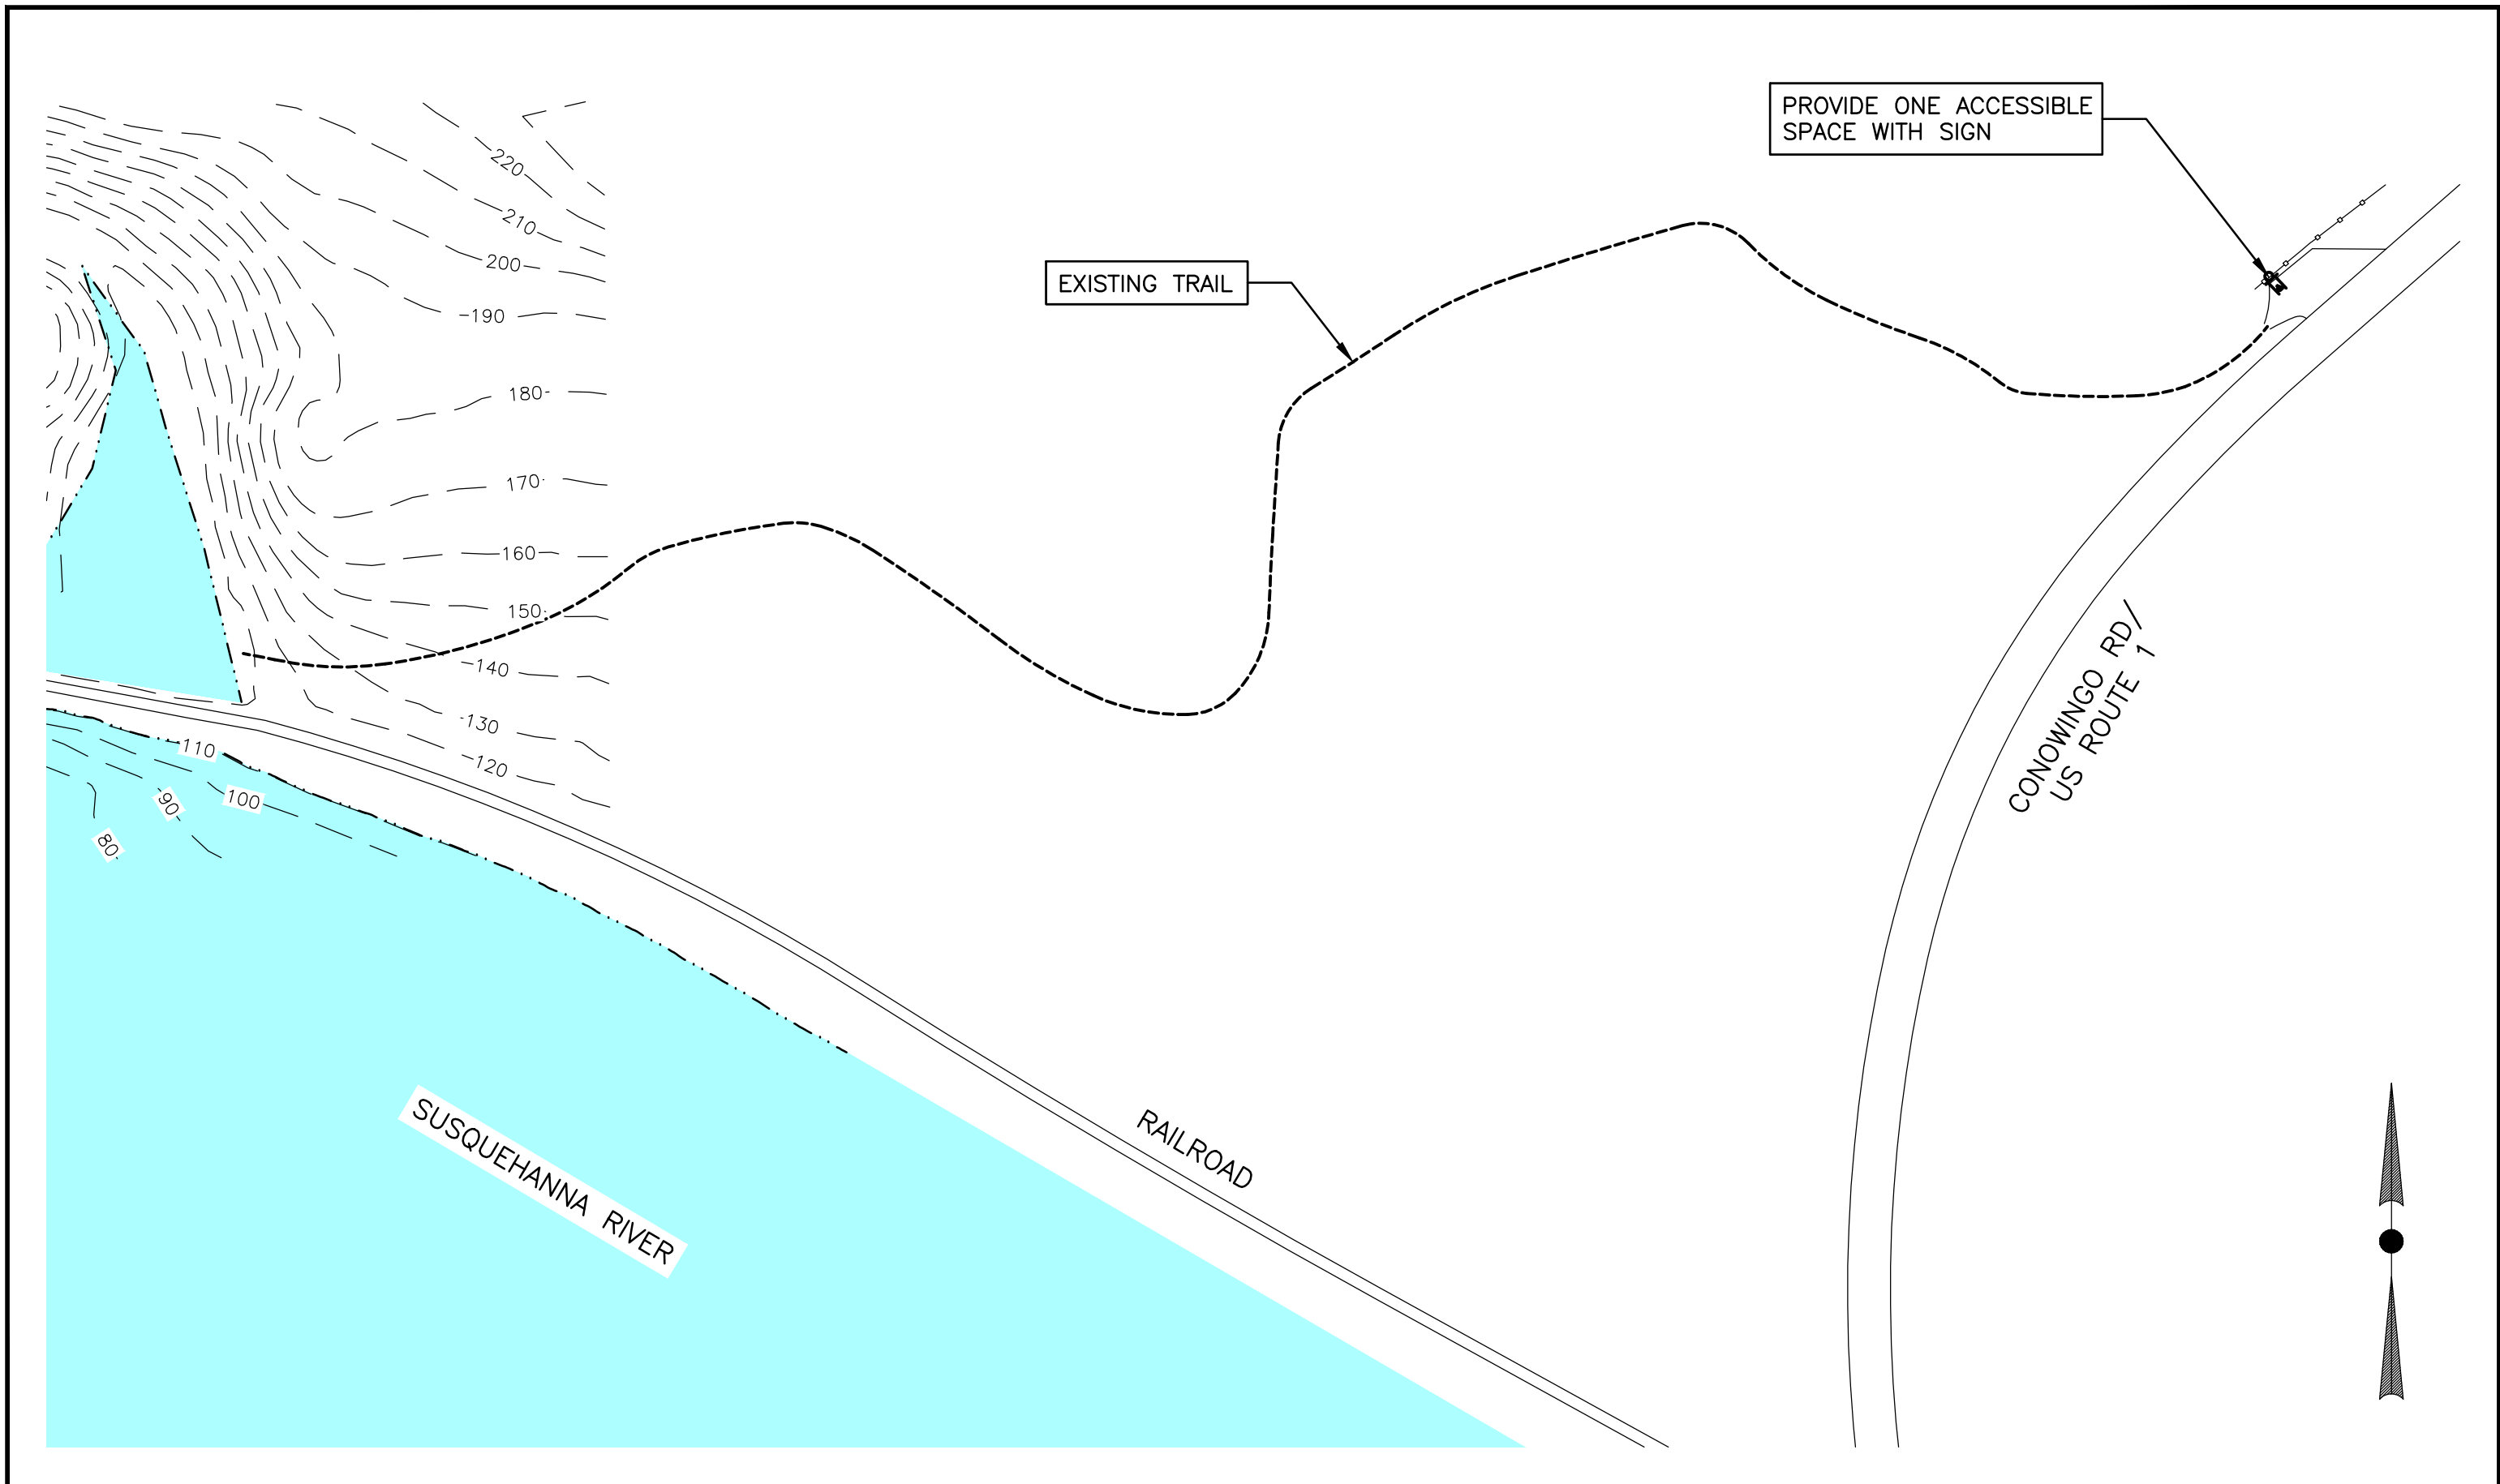 PROVIDE ONE ACCESSIBLE
SPACE WITH SIGN
EXISTING TRAIL
220
210
200
190
180
170
160
150
140
130
120
110
100
90
80
CONOWINGO RD/
US ROUTE 1
RAILROAD
SUSQUEHANNA RIVER